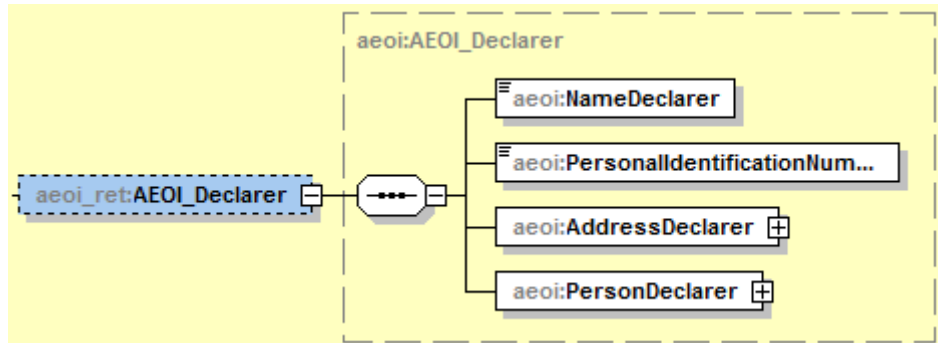 aeoi:AEOI_Declarer
aeoi:NameDeclarer
aeoi:PersonalIdentificationNum...
aeoi_ret:AEOI_Declarer
aeoi:AddressDeclarer
aeoi:PersonDeclarer